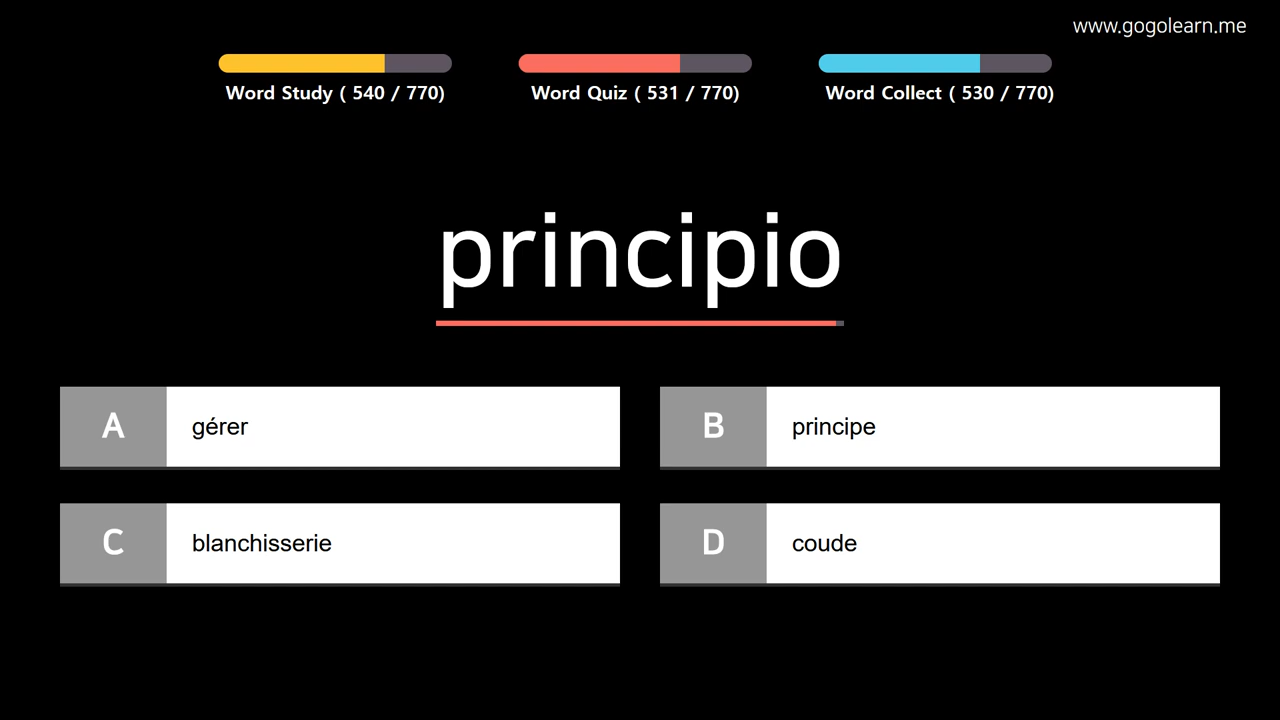 www.gogolearn.me
Word Study ( 540 / 770)
Word Quiz ( 531 / 770)
Word Collect ( 530 / 770)
principio
A gérer
B principe
C blanchisserie
D coude